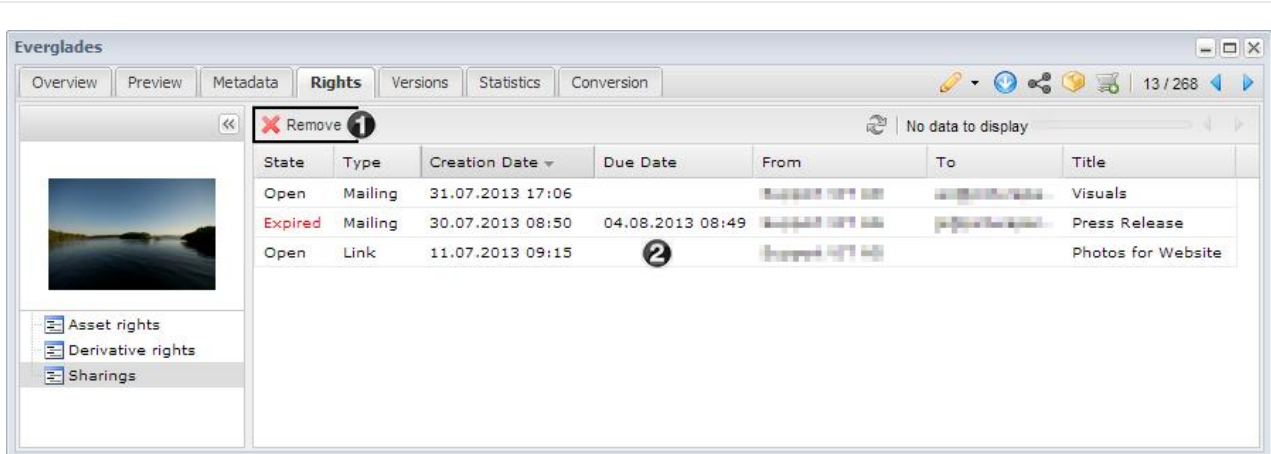 Everglades
Overview Preview Metadata Rights Versions Statistics Conversion 13 / 268
Remove 1 No data to display
State Type Creation Date Due Date From To Title
Open Mailing 31.07.2013 17:06 Visuals
Expired Mailing 30.07.2013 08:50 04.08.2013 08:49 Press Release
Open Link 11.07.2013 09:15 2 Photos for Website
Asset rights
Derivative rights
Sharings